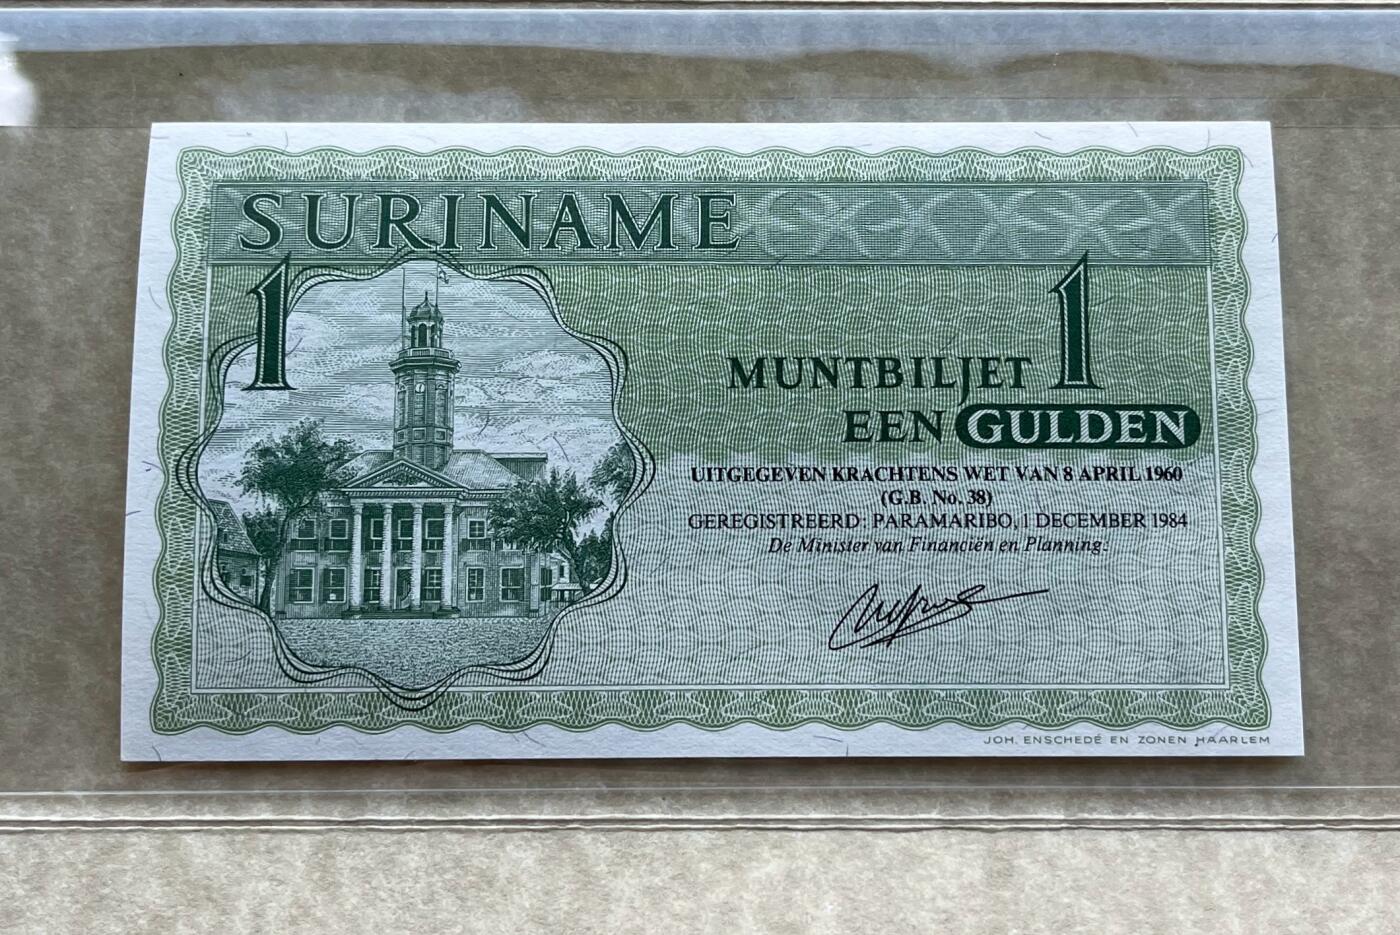 SURINAME
1
1
MUNTBILJET
EEN GULDEN
UITGEGEVEN KRACHTENS WET VAN 8 APRIL 1960
(G.B. No. 38)
GEREGISTREERD: PARAMARIBO, 1 DECEMBER 1984
De Minister van Financiën en Planning:
JOH. ENSCHEDÉ EN ZONEN HAARLEM